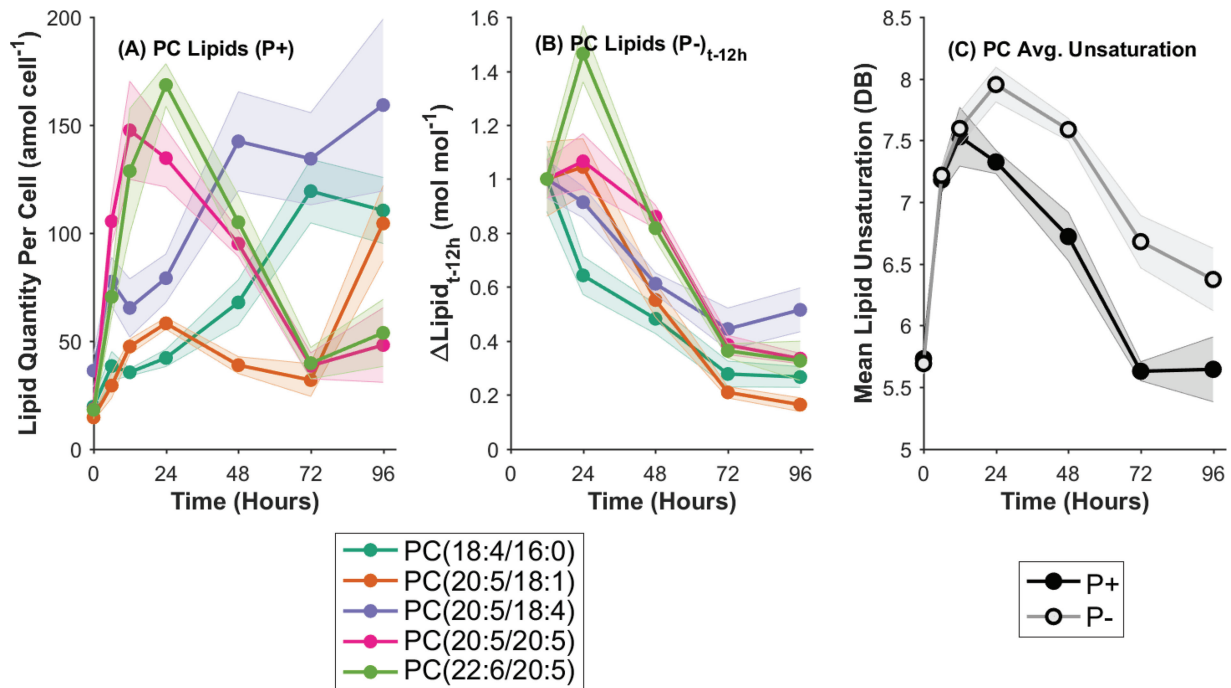 (A) PC Lipids (P+)
Lipid Quantity Per Cell (amol cell⁻¹)
200
150
100
50
0
0 24 48 72 96
Time (Hours)
(B) PC Lipids (P-)t-12h
ΔLipidt-12h (mol mol⁻¹)
1.6
1.4
1.2
1
0.8
0.6
0.4
0.2
0
0 24 48 72 96
Time (Hours)
(C) PC Avg. Unsaturation
Mean Lipid Unsaturation (DB)
8.5
8
7.5
7
6.5
6
5.5
5
0 24 48 72 96
Time (Hours)
PC(18:4/16:0)
PC(20:5/18:1)
PC(20:5/18:4)
PC(20:5/20:5)
PC(22:6/20:5)
P+
P-